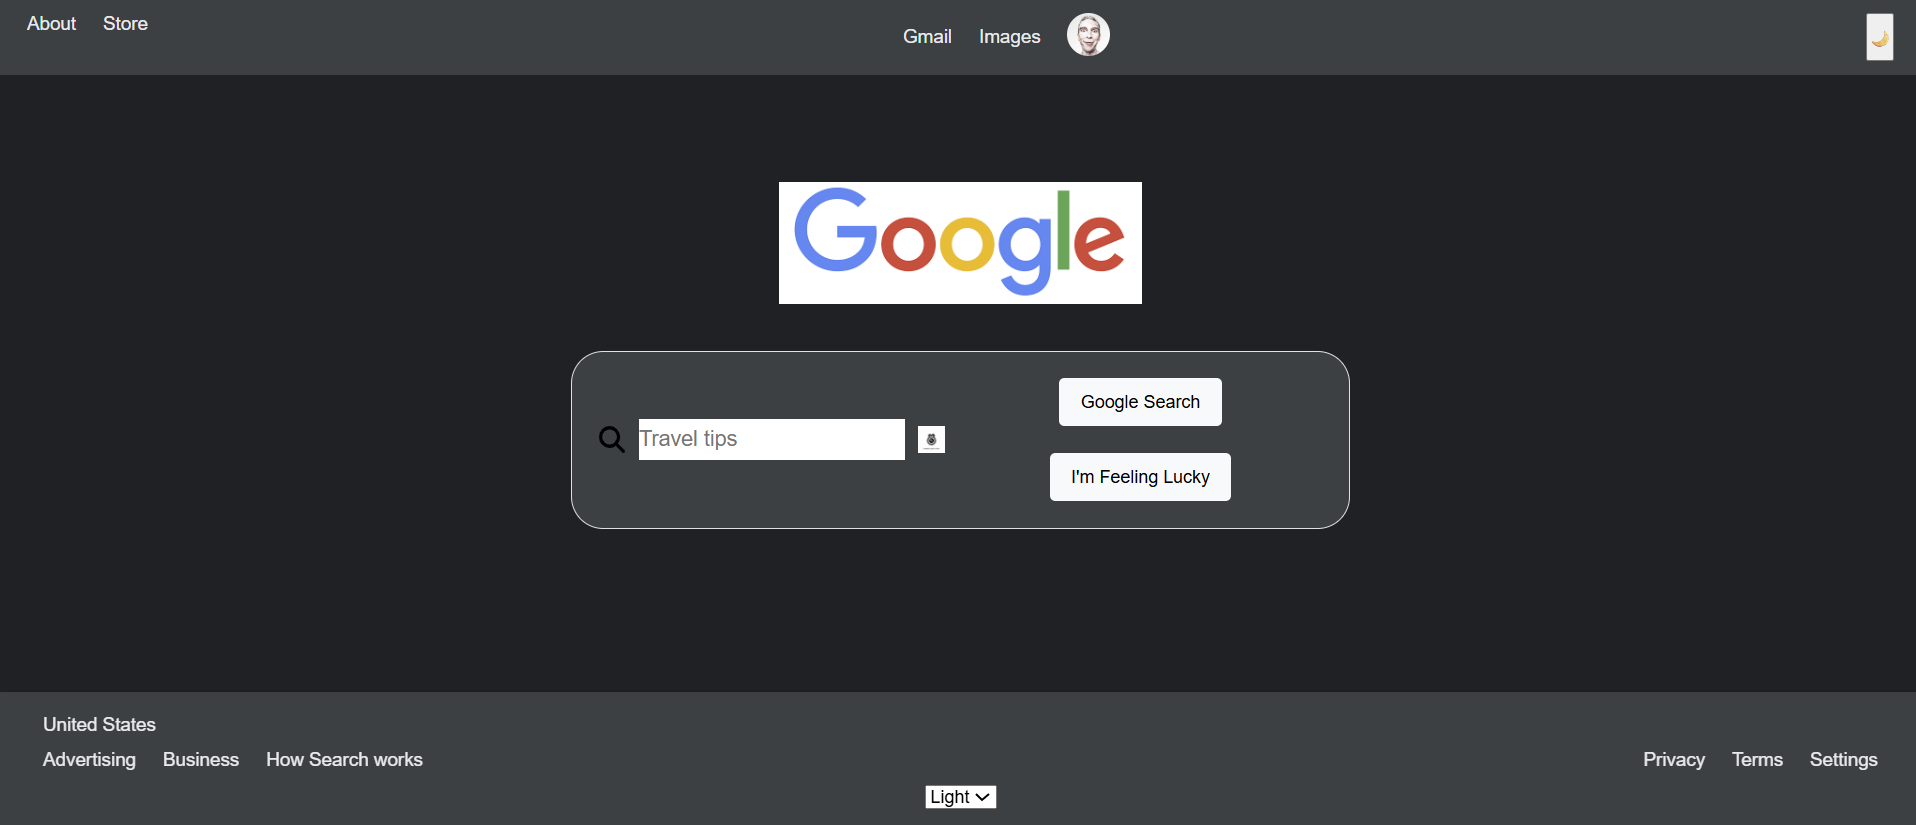 About Store
Gmail Images
Google
Travel tips
Google Search
I'm Feeling Lucky
United States
Advertising Business How Search works
Privacy Terms Settings
Light